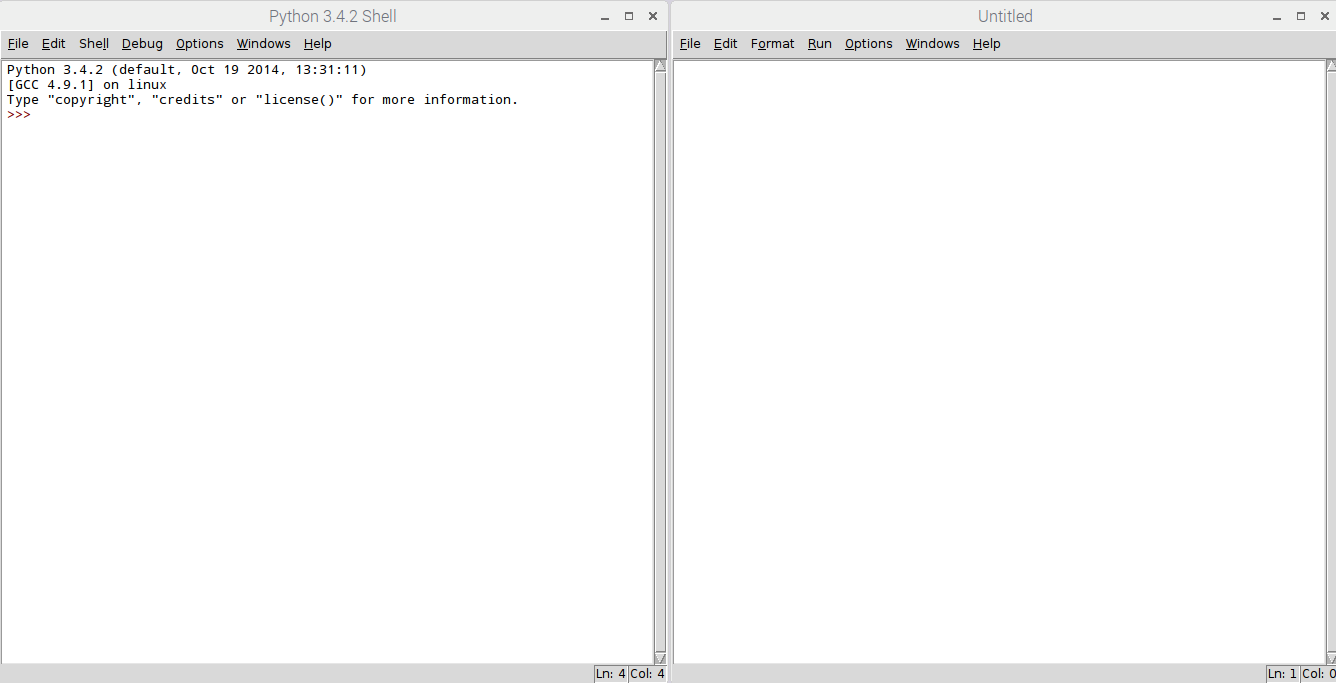 Python 3.4.2 Shell
File Edit Shell Debug Options Windows Help
Python 3.4.2 (default, Oct 19 2014, 13:31:11)
[GCC 4.9.1] on linux
Type "copyright", "credits" or "license()" for more information.
>>>
Ln: 4 Col: 4
Untitled
File Edit Format Run Options Windows Help
Ln: 1 Col: 0